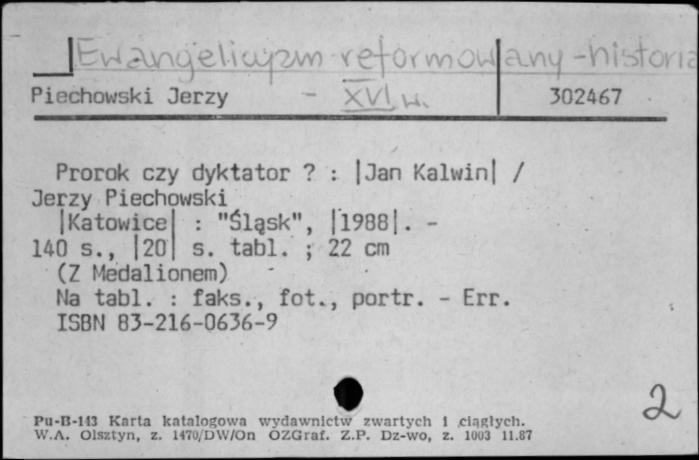 Ewangelicyzm reformowany - historia
Piechowski Jerzy - XVI w. 302467
Prorok czy dyktator ? : |Jan Kalwin| /
Jerzy Piechowski
|Katowice| : "Śląsk", |1988|. -
140 s., |20| s. tabl. ; 22 cm
(Z Medalionem)
Na tabl. : faks., fot., portr. - Err.
ISBN 83-216-0636-9
2
Pu-B-143 Karta katalogowa wydawnictw zwartych i ciągłych.
W.A. Olsztyn, z. 1470/DW/On OZGraf. Z.P. Dz-wo, z. 1003 11.87